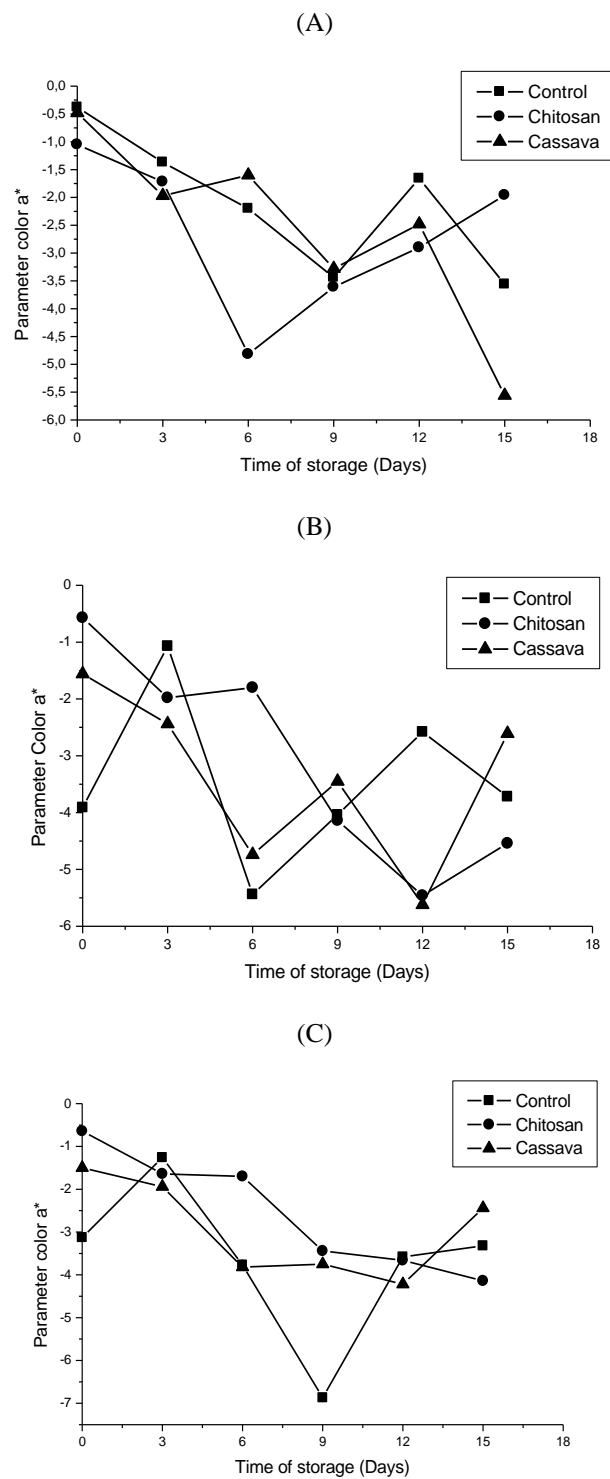 (A)
0,0
-0,5
-1,0
-1,5
-2,0
-2,5
-3,0
-3,5
-4,0
-4,5
-5,0
-5,5
-6,0
Parameter color a*
Control
Chitosan
Cassava
0 3 6 9 12 15 18
Time of storage (Days)
(B)
0
-1
-2
-3
-4
-5
-6
Parameter Color a*
Control
Chitosan
Cassava
0 3 6 9 12 15 18
Time of storage (Days)
(C)
0
-1
-2
-3
-4
-5
-6
-7
Parameter color a*
Control
Chitosan
Cassava
0 3 6 9 12 15 18
Time of storage (Days)